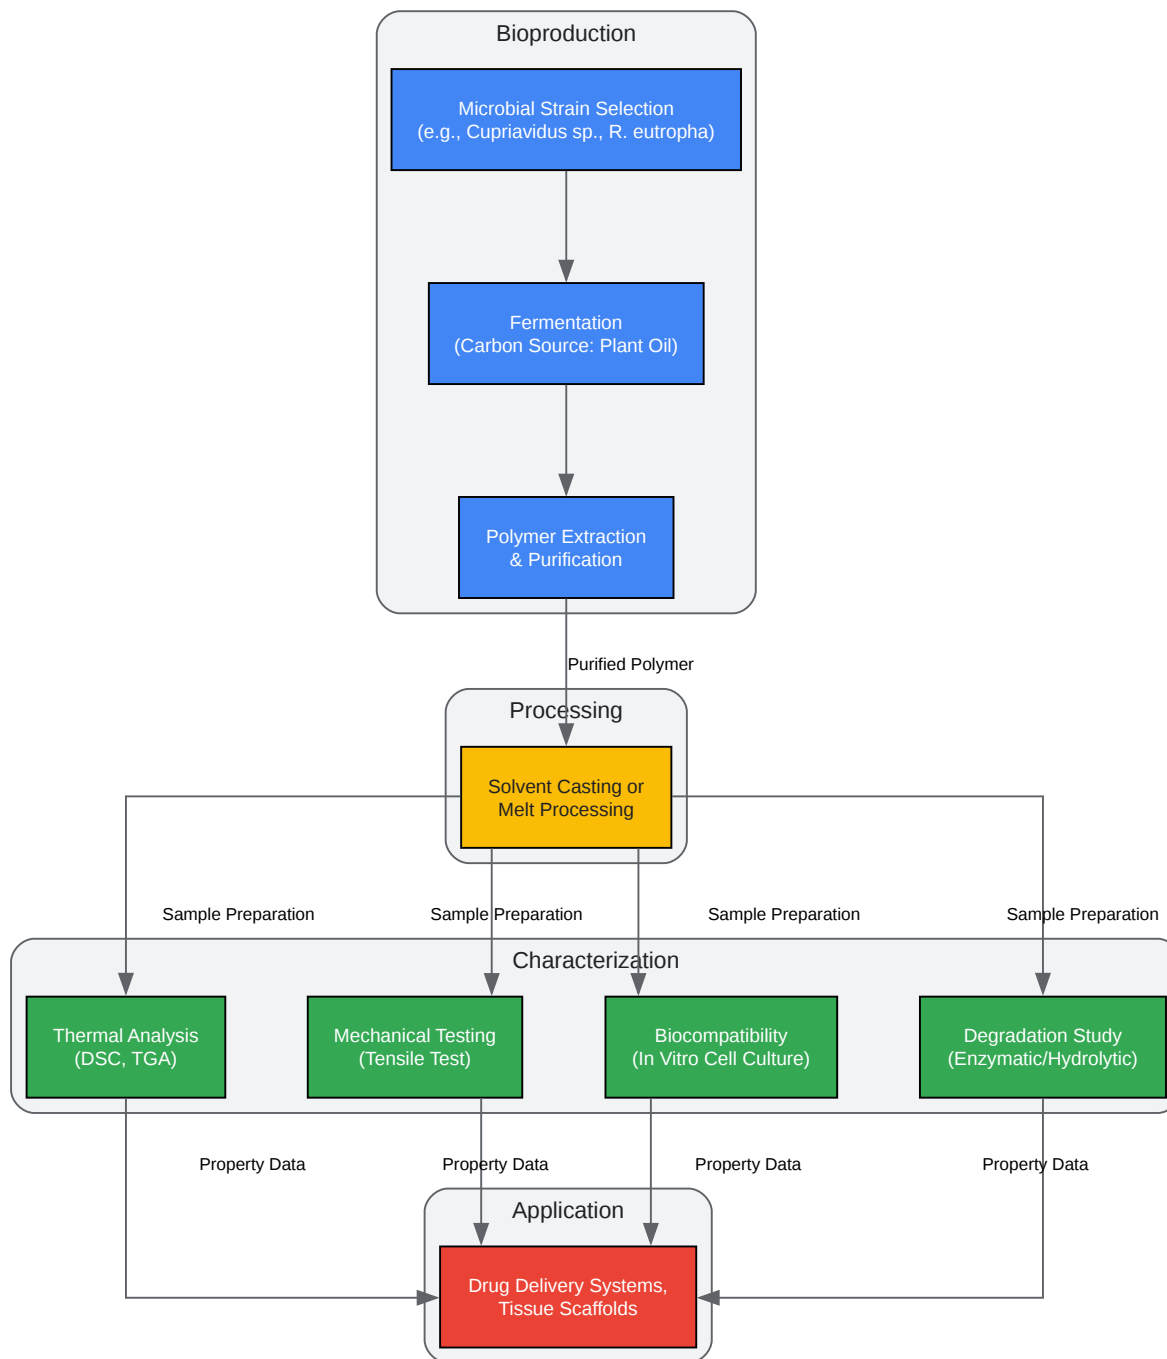 Bioproduction
Microbial Strain Selection
(e.g., Cupriavidus sp., R. eutropha)
Fermentation
(Carbon Source: Plant Oil)
Polymer Extraction
& Purification
Purified Polymer
Processing
Solvent Casting or
Melt Processing
Sample Preparation
Sample Preparation
Sample Preparation
Sample Preparation
Characterization
Thermal Analysis
(DSC, TGA)
Mechanical Testing
(Tensile Test)
Biocompatibility
(In Vitro Cell Culture)
Degradation Study
(Enzymatic/Hydrolytic)
Property Data
Property Data
Property Data
Property Data
Application
Drug Delivery Systems,
Tissue Scaffolds